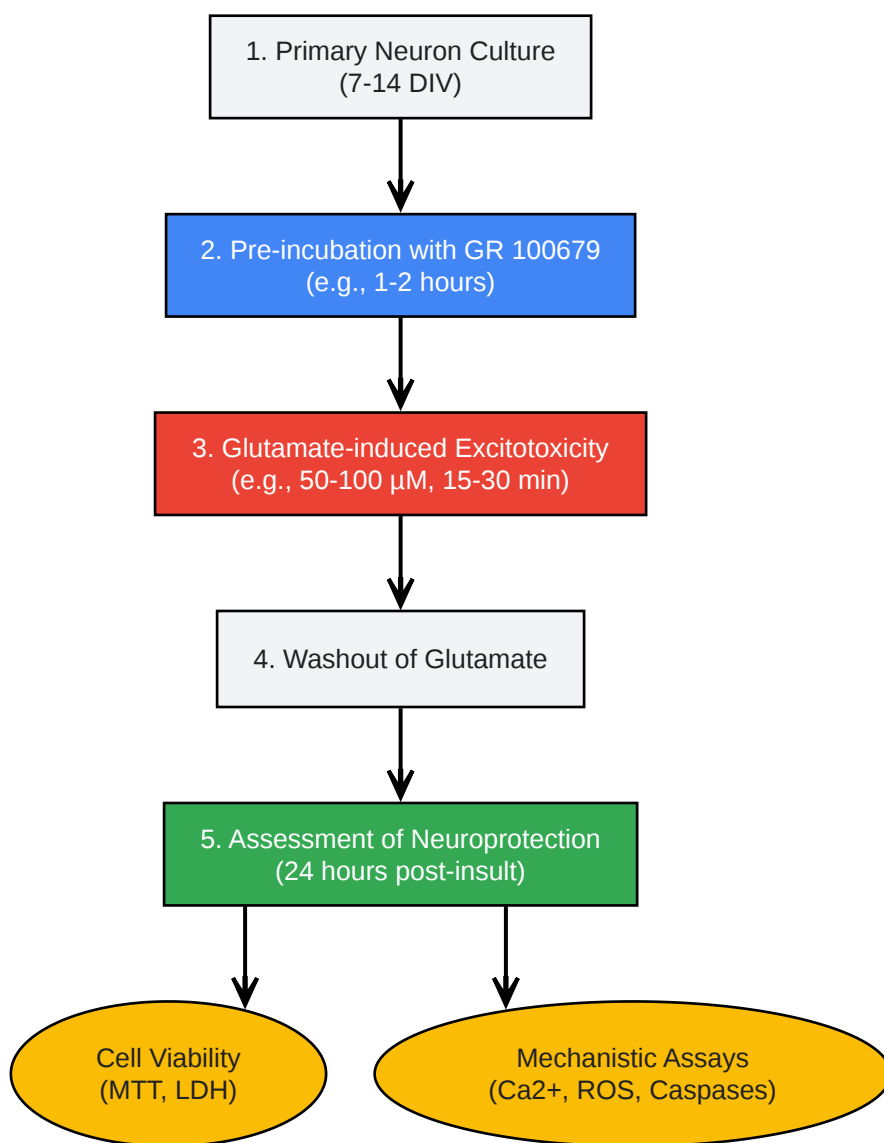 1. Primary Neuron Culture
(7-14 DIV)
2. Pre-incubation with GR 100679
(e.g., 1-2 hours)
3. Glutamate-induced Excitotoxicity
(e.g., 50-100 µM, 15-30 min)
4. Washout of Glutamate
5. Assessment of Neuroprotection
(24 hours post-insult)
Cell Viability
(MTT, LDH)
Mechanistic Assays
(Ca2+, ROS, Caspases)